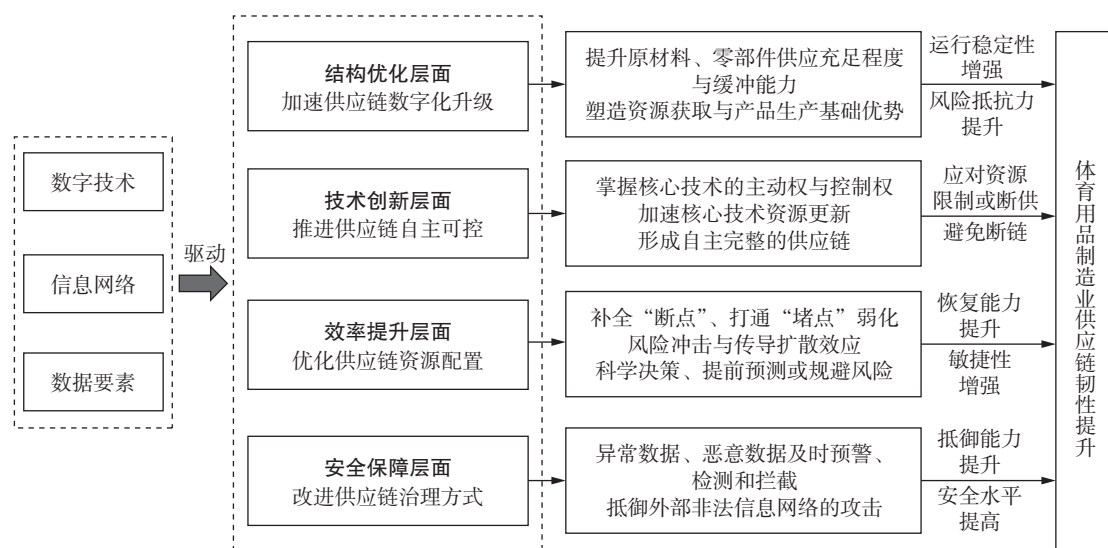 数字技术
信息网络
数据要素
驱动
结构优化层面
加速供应链数字化升级
提升原材料、零部件供应充足程度
与缓冲能力
塑造资源获取与产品生产基础优势
运行稳定性
增强
风险抵抗力
提升
技术创新层面
推进供应链自主可控
掌握核心技术的主动权与控制权
加速核心技术资源更新
形成自主完整的供应链
应对资源
限制或断供
避免断链
效率提升层面
优化供应链资源配置
补全“断点”、打通“堵点”弱化
风险冲击与传导扩散效应
科学决策、提前预测或规避风险
恢复能力
提升
敏捷性
增强
安全保障层面
改进供应链治理方式
异常数据、恶意数据及时预警、
检测和拦截
抵御外部非法信息网络的攻击
抵御能力
提升
安全水平
提高
体育用品制造业供应链韧性提升